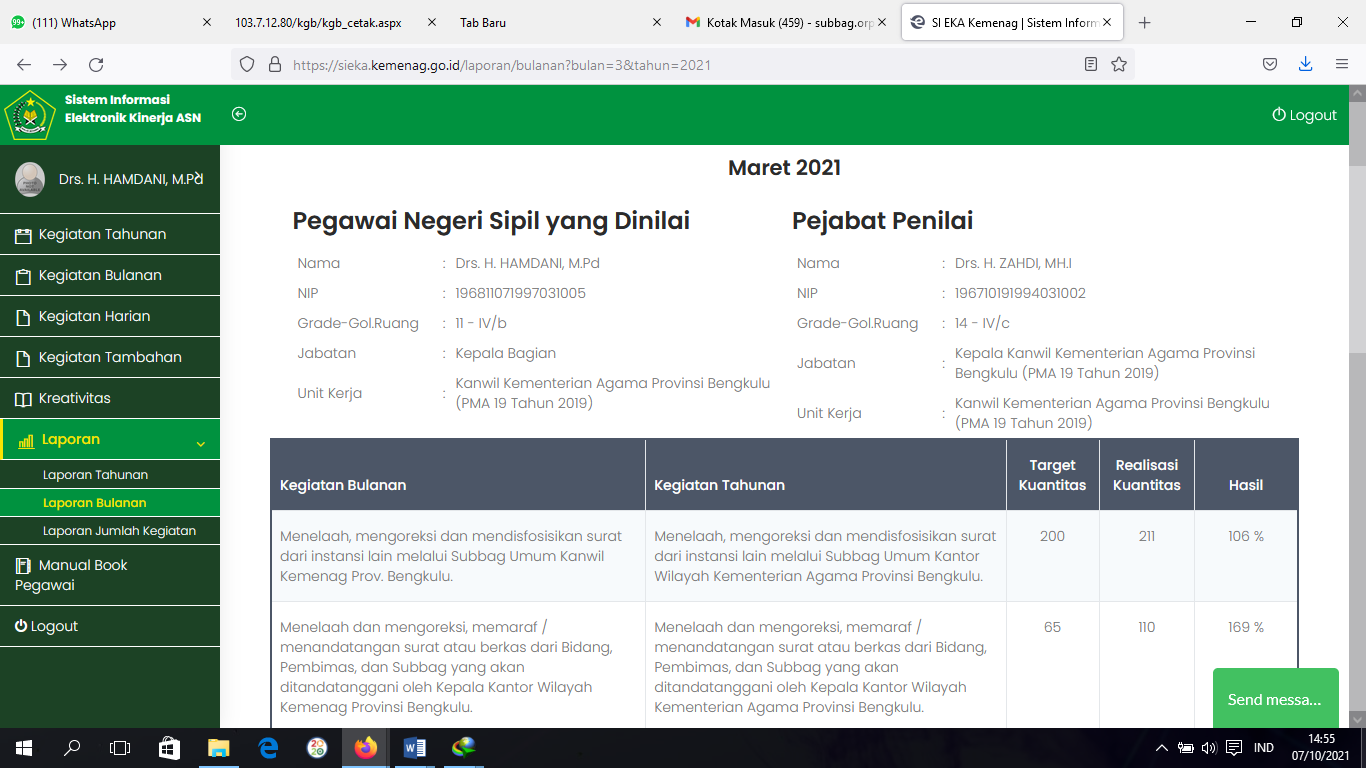 (111) WhatsApp
103.7.12.80/kgb/kgb_cetak.aspx
Tab Baru
Kotak Masuk (459) - subbag.orp
SI EKA Kemenag | Sistem Inform
https://sieka.kemenag.go.id/laporan/bulanan?bulan=3&tahun=2021
Sistem Informasi
Elektronik Kinerja ASN
Logout
Drs. H. HAMDANI, M.Pd
Kegiatan Tahunan
Kegiatan Bulanan
Kegiatan Harian
Kegiatan Tambahan
Kreativitas
Laporan
Laporan Tahunan
Laporan Bulanan
Laporan Jumlah Kegiatan
Manual Book
Pegawai
Logout
Maret 2021
Pegawai Negeri Sipil yang Dinilai
Nama : Drs. H. HAMDANI, M.Pd
NIP : 196811071997031005
Grade-Gol.Ruang : 11 - IV/b
Jabatan : Kepala Bagian
Unit Kerja : Kanwil Kementerian Agama Provinsi Bengkulu
(PMA 19 Tahun 2019)
Pejabat Penilai
Nama : Drs. H. ZAHDI, MH.I
NIP : 196710191994031002
Grade-Gol.Ruang : 14 - IV/c
Jabatan : Kepala Kanwil Kementerian Agama Provinsi
Bengkulu (PMA 19 Tahun 2019)
Unit Kerja : Kanwil Kementerian Agama Provinsi Bengkulu
(PMA 19 Tahun 2019)
Kegiatan Bulanan
Kegiatan Tahunan
Target
Kuantitas
Realisasi
Kuantitas
Hasil
Menelaah, mengoreksi dan mendisfosisikan surat
dari instansi lain melalui Subbag Umum Kanwil
Kemenag Prov. Bengkulu.
Menelaah, mengoreksi dan mendisfosisikan surat
dari instansi lain melalui Subbag Umum Kantor
Wilayah Kementerian Agama Provinsi Bengkulu.
200
211
106 %
Menelaah dan mengoreksi, memaraf /
menandatangan surat atau berkas dari Bidang,
Pembimas, dan Subbag yang akan
ditandatanggani oleh Kepala Kantor Wilayah
Kemenag Provinsi Bengkulu.
Menelaah dan mengoreksi, memaraf /
menandatangan surat atau berkas dari Bidang,
Pembimas, dan Subbag yang akan
ditandatanggani oleh Kepala Kantor Wilayah
Kementerian Agama Provinsi Bengkulu.
65
110
169 %
Send messa...
IND
14:55
07/10/2021